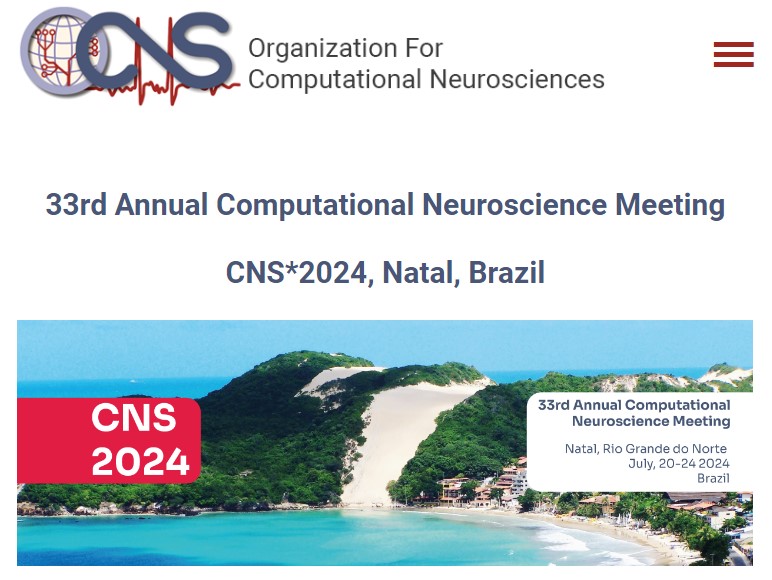 CNS
Organization For
Computational Neurosciences
33rd Annual Computational Neuroscience Meeting
CNS*2024, Natal, Brazil
CNS
2024
33rd Annual Computational
Neuroscience Meeting
Natal, Rio Grande do Norte
July, 20-24 2024
Brazil